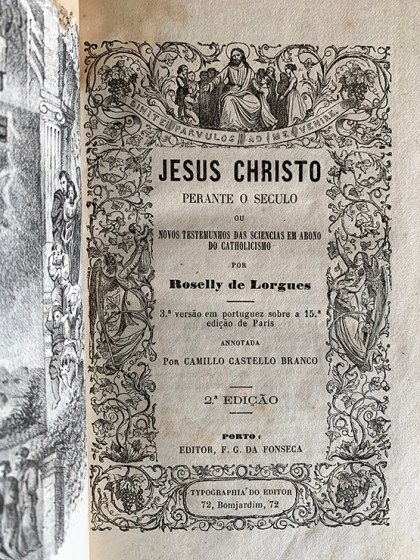 SINITE PARVULOS AD ME VENIRE
JESUS CHRISTO
PERANTE O SECULO
OU
NOVOS TESTEMUNHOS DAS SCIENCIAS EM ABONO
DO CATHOLICISMO
POR
Roselly de Lorgues
3.ª versão em portuguez sobre a 15.ª
edição de Paris
ANNOTADA
Por CAMILLO CASTELLO BRANCO
2.ª EDIÇÃO
PORTO:
EDITOR, F. G. DA FONSECA
TYPOGRAPHIA DO EDITOR
72, Bomjardim, 72